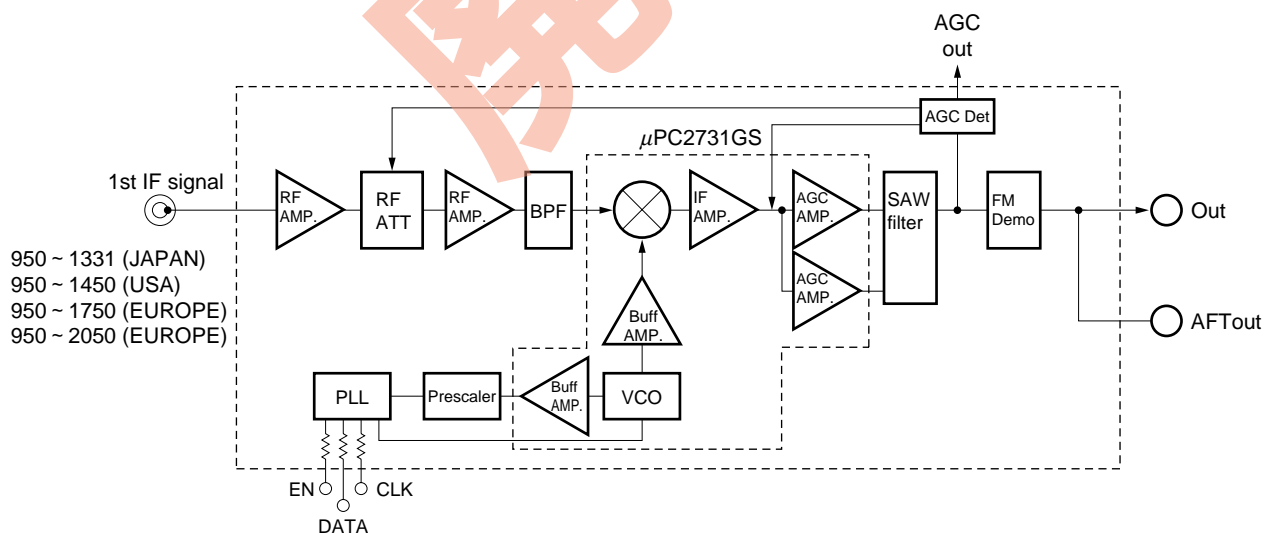 AGC
out
AGC Det
μPC2731GS
1st IF signal
RF
AMP.
RF
ATT
RF
AMP.
BPF
IF
AMP.
AGC
AMP.
SAW
filter
FM
Demo
Out
950 ~ 1331 (JAPAN)
950 ~ 1450 (USA)
950 ~ 1750 (EUROPE)
950 ~ 2050 (EUROPE)
AGC
AMP.
AFTout
Buff
AMP.
PLL
Prescaler
Buff
AMP.
VCO
EN
CLK
DATA